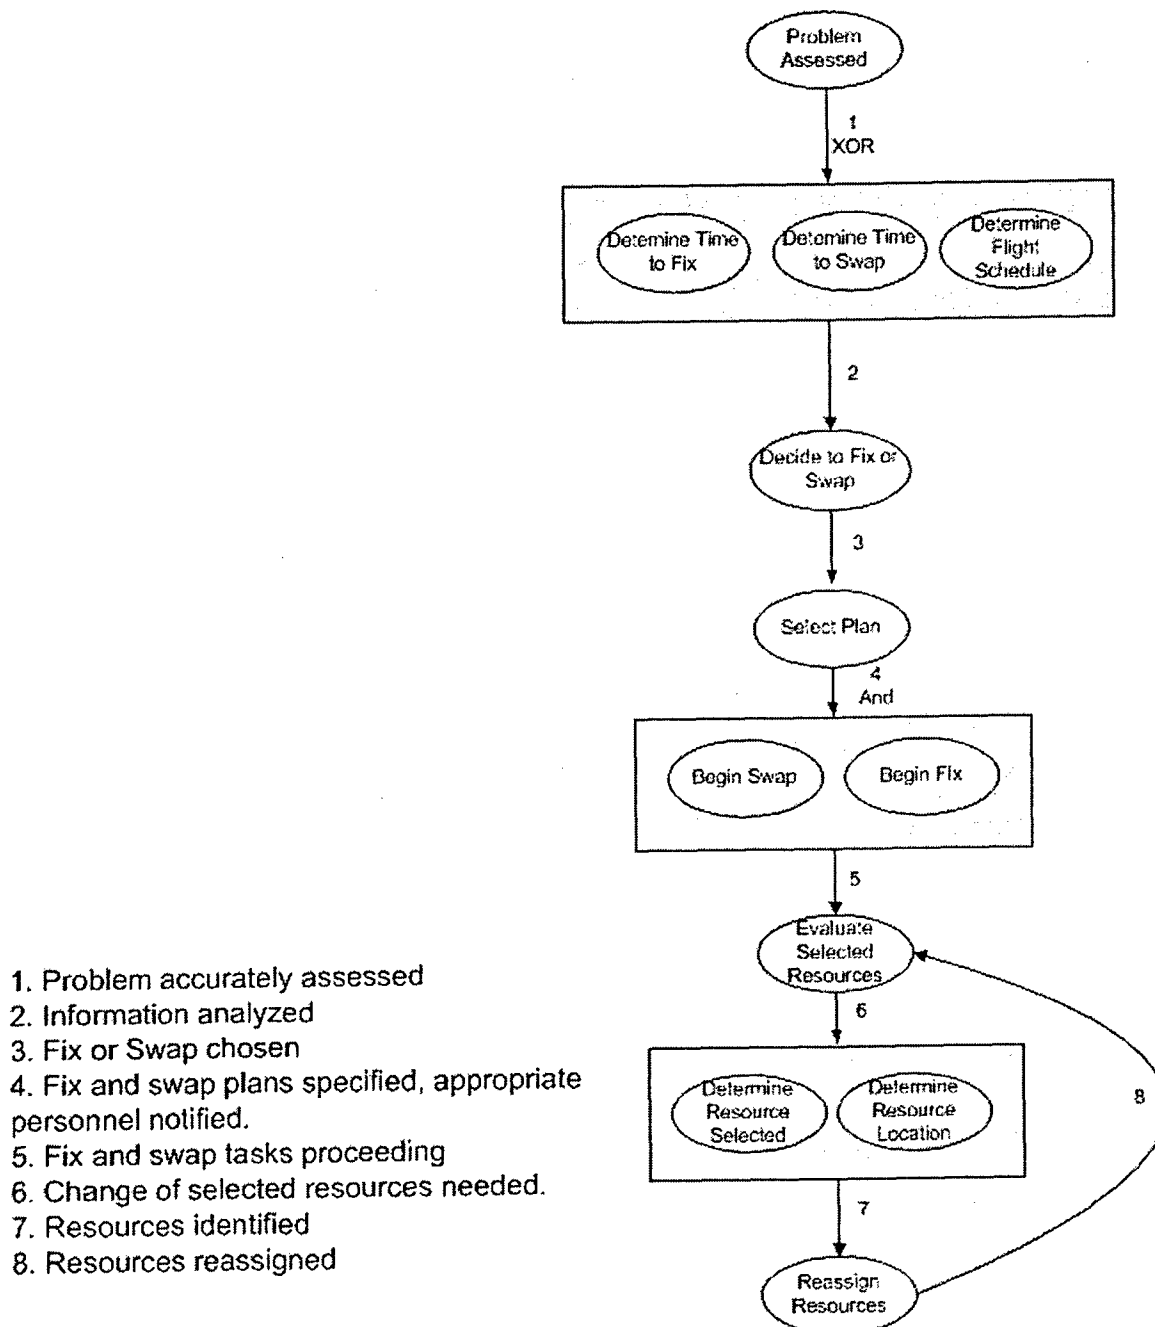 Problem
Assessed
1
XOR
Detemine Time
to Fix
Detemine Time
to Swap
Determine
Flight
Schedule
2
Decide to Fix or
Swap
3
Select Plan
4
And
Begin Swap
Begin Fix
5
Evaluate
Selected
Resources
6
Determine
Resource
Selected
Determine
Resource
Location
8
7
Reassign
Resources
1. Problem accurately assessed
2. Information analyzed
3. Fix or Swap chosen
4. Fix and swap plans specified, appropriate
personnel notified.
5. Fix and swap tasks proceeding
6. Change of selected resources needed.
7. Resources identified
8. Resources reassigned